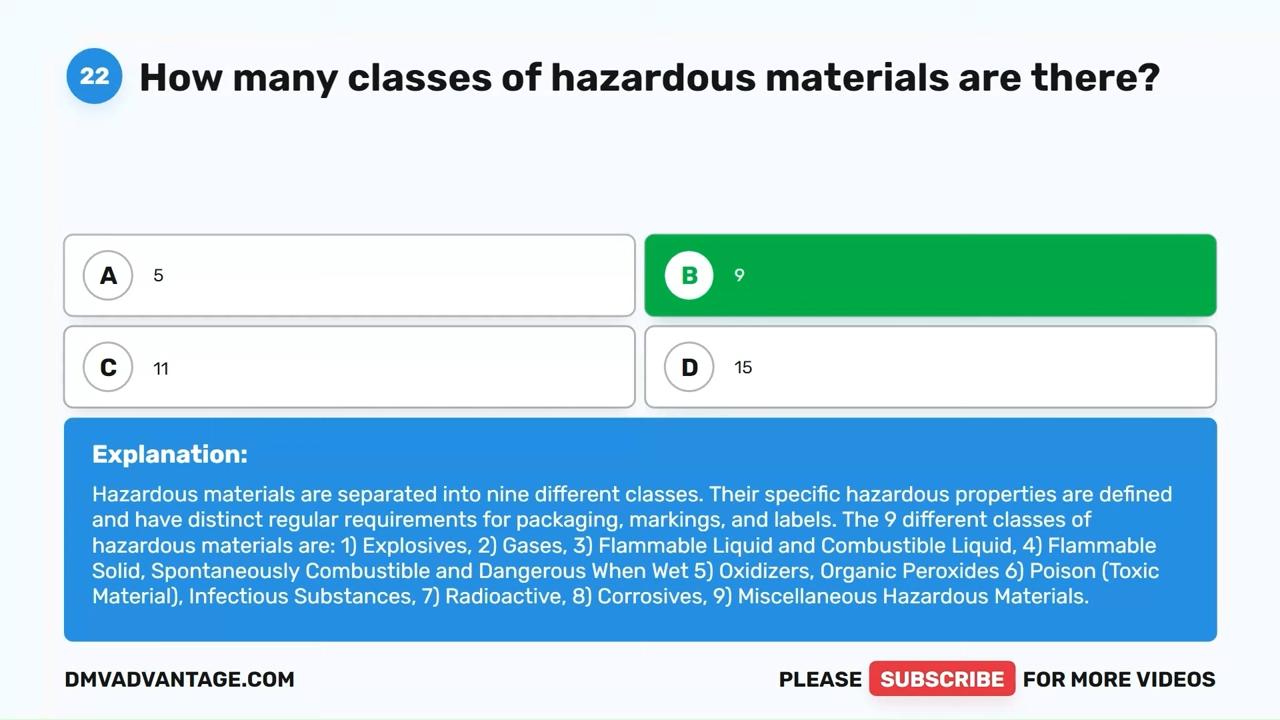 22 How many classes of hazardous materials are there?
A 5
B 9
C 11
D 15
Explanation:
Hazardous materials are separated into nine different classes. Their specific hazardous properties are defined
and have distinct regular requirements for packaging, markings, and labels. The 9 different classes of
hazardous materials are: 1) Explosives, 2) Gases, 3) Flammable Liquid and Combustible Liquid, 4) Flammable
Solid, Spontaneously Combustible and Dangerous When Wet 5) Oxidizers, Organic Peroxides 6) Poison (Toxic
Material), Infectious Substances, 7) Radioactive, 8) Corrosives, 9) Miscellaneous Hazardous Materials.
DMVADVANTAGE.COM
PLEASE SUBSCRIBE FOR MORE VIDEOS